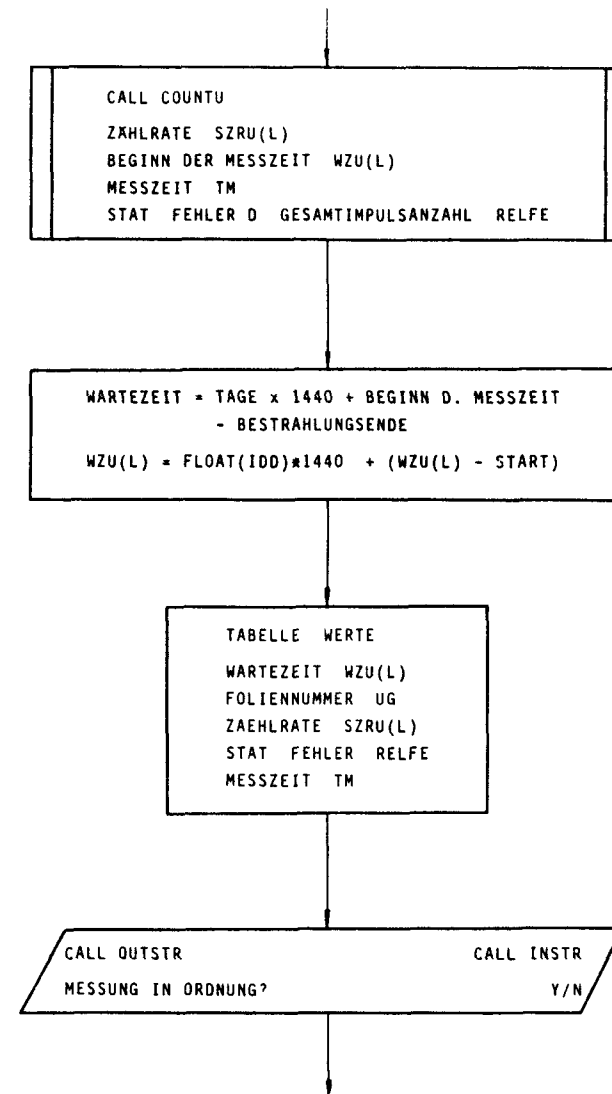 CALL COUNTU
ZÄHLRATE SZRU(L)
BEGINN DER MESSZEIT WZU(L)
MESSZEIT TM
STAT FEHLER D GESAMTIMPULSANZAHL RELFE
WARTEZEIT = TAGE x 1440 + BEGINN D. MESSZEIT
- BESTRAHLUNGSENDE
WZU(L) = FLOAT(IDD)*1440 + (WZU(L) - START)
TABELLE WERTE
WARTEZEIT WZU(L)
FOLIENNUMMER UG
ZAEHLRATE SZRU(L)
STAT FEHLER RELFE
MESSZEIT TM
CALL OUTSTR CALL INSTR
MESSUNG IN ORDNUNG? Y/N